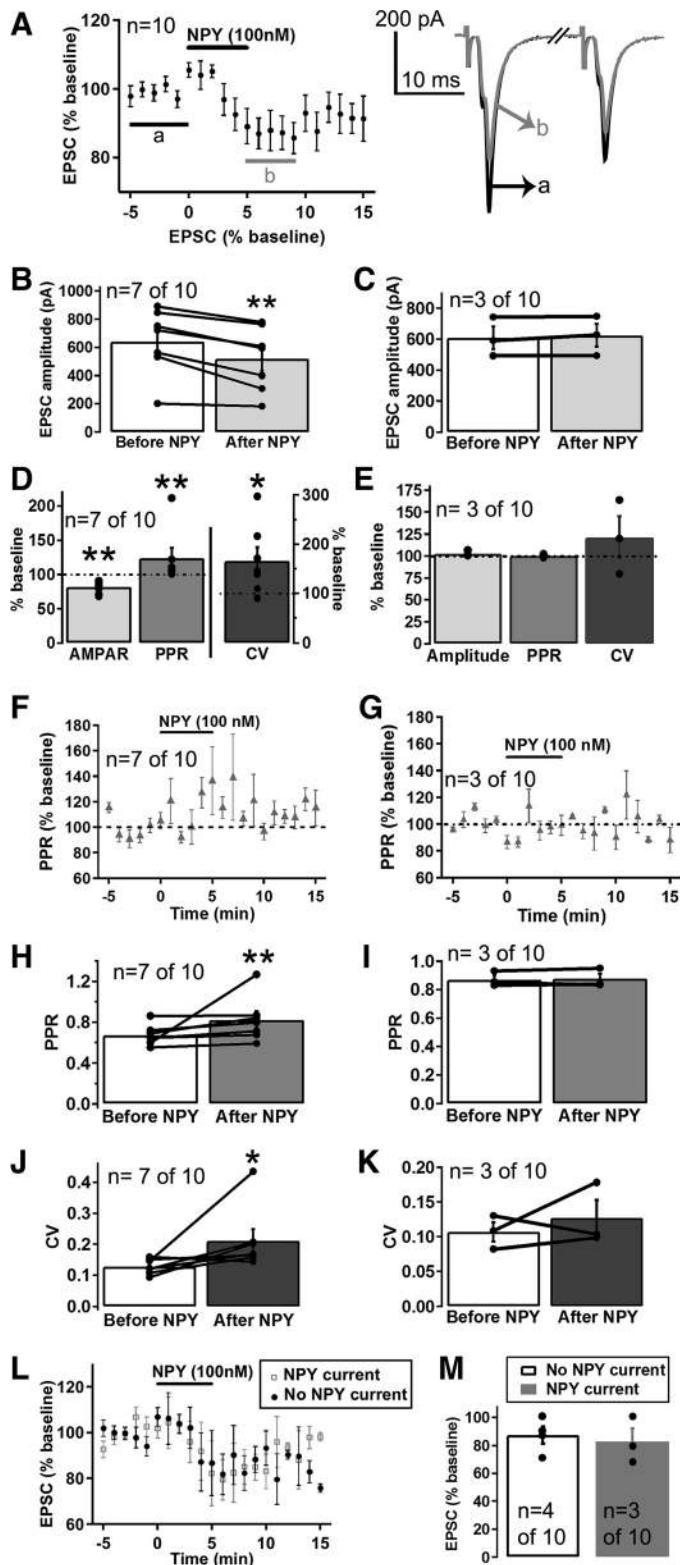 A
n=10
NPY (100nM)
EPSC (% baseline)
100
80
a
b
-5 0 5 10 15
EPSC (% baseline)
200 pA
10 ms
b
a
B
n=7 of 10
**
EPSC amplitude (pA)
1000
800
600
400
200
0
Before NPY After NPY
C
n=3 of 10
EPSC amplitude (pA)
800
600
400
200
0
Before NPY After NPY
D
n=7 of 10
**
**
*
% baseline
200
150
100
50
0
300
200
100
0
% baseline
AMPAR PPR CV
E
n= 3 of 10
% baseline
175
150
125
100
75
50
25
0
Amplitude PPR CV
F
NPY (100 nM)
n=7 of 10
PPR (% baseline)
180
160
140
120
100
80
60
-5 0 5 10 15
Time (min)
G
NPY (100 nM)
n=3 of 10
PPR (% baseline)
180
160
140
120
100
80
60
-5 0 5 10 15
Time (min)
H
n=7 of 10
**
PPR
1.2
0.9
0.6
0.3
0.0
Before NPY After NPY
I
n= 3 of 10
PPR
1.0
0.8
0.6
0.4
0.2
0.0
Before NPY After NPY
J
n= 7 of 10
*
CV
0.4
0.3
0.2
0.1
0.0
Before NPY After NPY
K
n= 3 of 10
CV
0.20
0.15
0.10
0.05
0.00
Before NPY After NPY
L
NPY (100nM)
NPY current
No NPY current
EPSC (% baseline)
120
100
80
60
-5 0 5 10 15
Time (min)
M
No NPY current
NPY current
EPSC (% baseline)
100
80
60
40
20
0
n=4
of 10
n=3
of 10